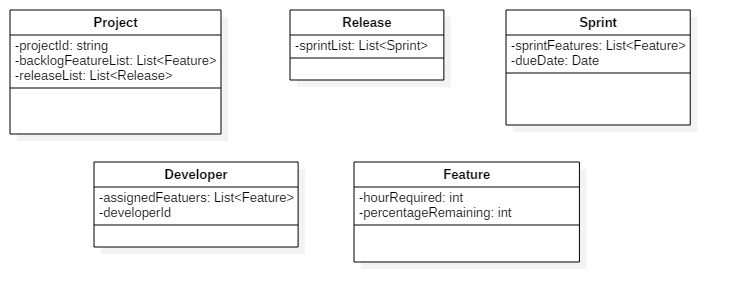 Project
-projectId: string
-backlogFeatureList: List<Feature>
-releaseList: List<Release>
Release
-sprintList: List<Sprint>
Sprint
-sprintFeatures: List<Feature>
-dueDate: Date
Developer
-assignedFeatuers: List<Feature>
-developerId
Feature
-hourRequired: int
-percentageRemaining: int